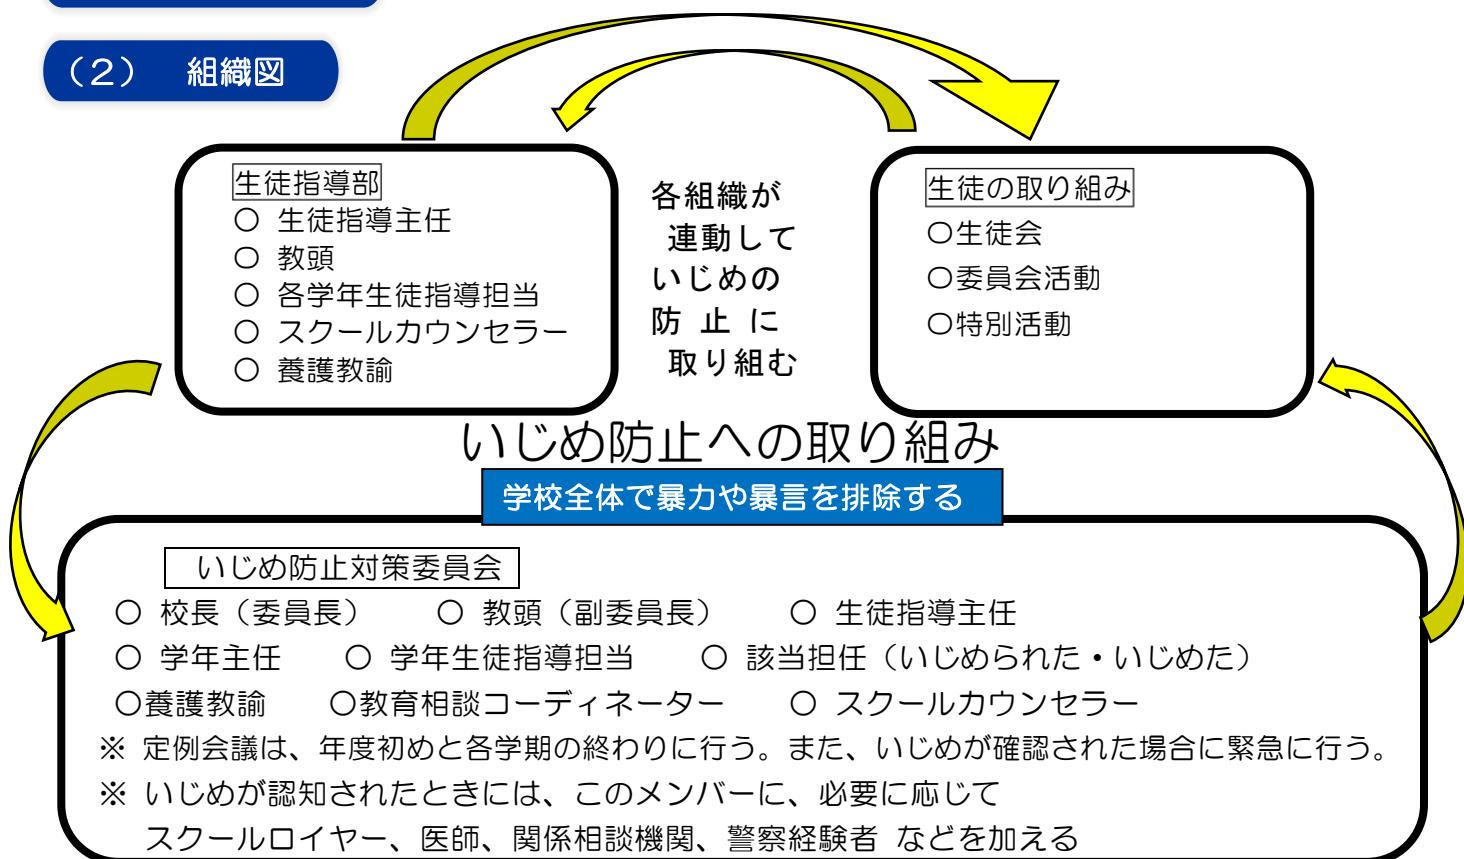 （２）　組織図
生徒指導部
○ 生徒指導主任
○ 教頭
○ 各学年生徒指導担当
○ スクールカウンセラー
○ 養護教諭
各組織が
連動して
いじめの
防 止 に
取り組む
生徒の取り組み
○生徒会
○委員会活動
○特別活動
いじめ防止への取り組み
学校全体で暴力や暴言を排除する
いじめ防止対策委員会
○ 校長（委員長）　　○ 教頭（副委員長）　　○ 生徒指導主任
○ 学年主任　　○ 学年生徒指導担当　　○ 該当担任（いじめられた・いじめた）
○養護教諭　　○教育相談コーディネーター　　○ スクールカウンセラー
※ 定例会議は、年度初めと各学期の終わりに行う。また、いじめが確認された場合に緊急に行う。
※ いじめが認知されたときには、このメンバーに、必要に応じて
スクールロイヤー、医師、関係相談機関、警察経験者 などを加える